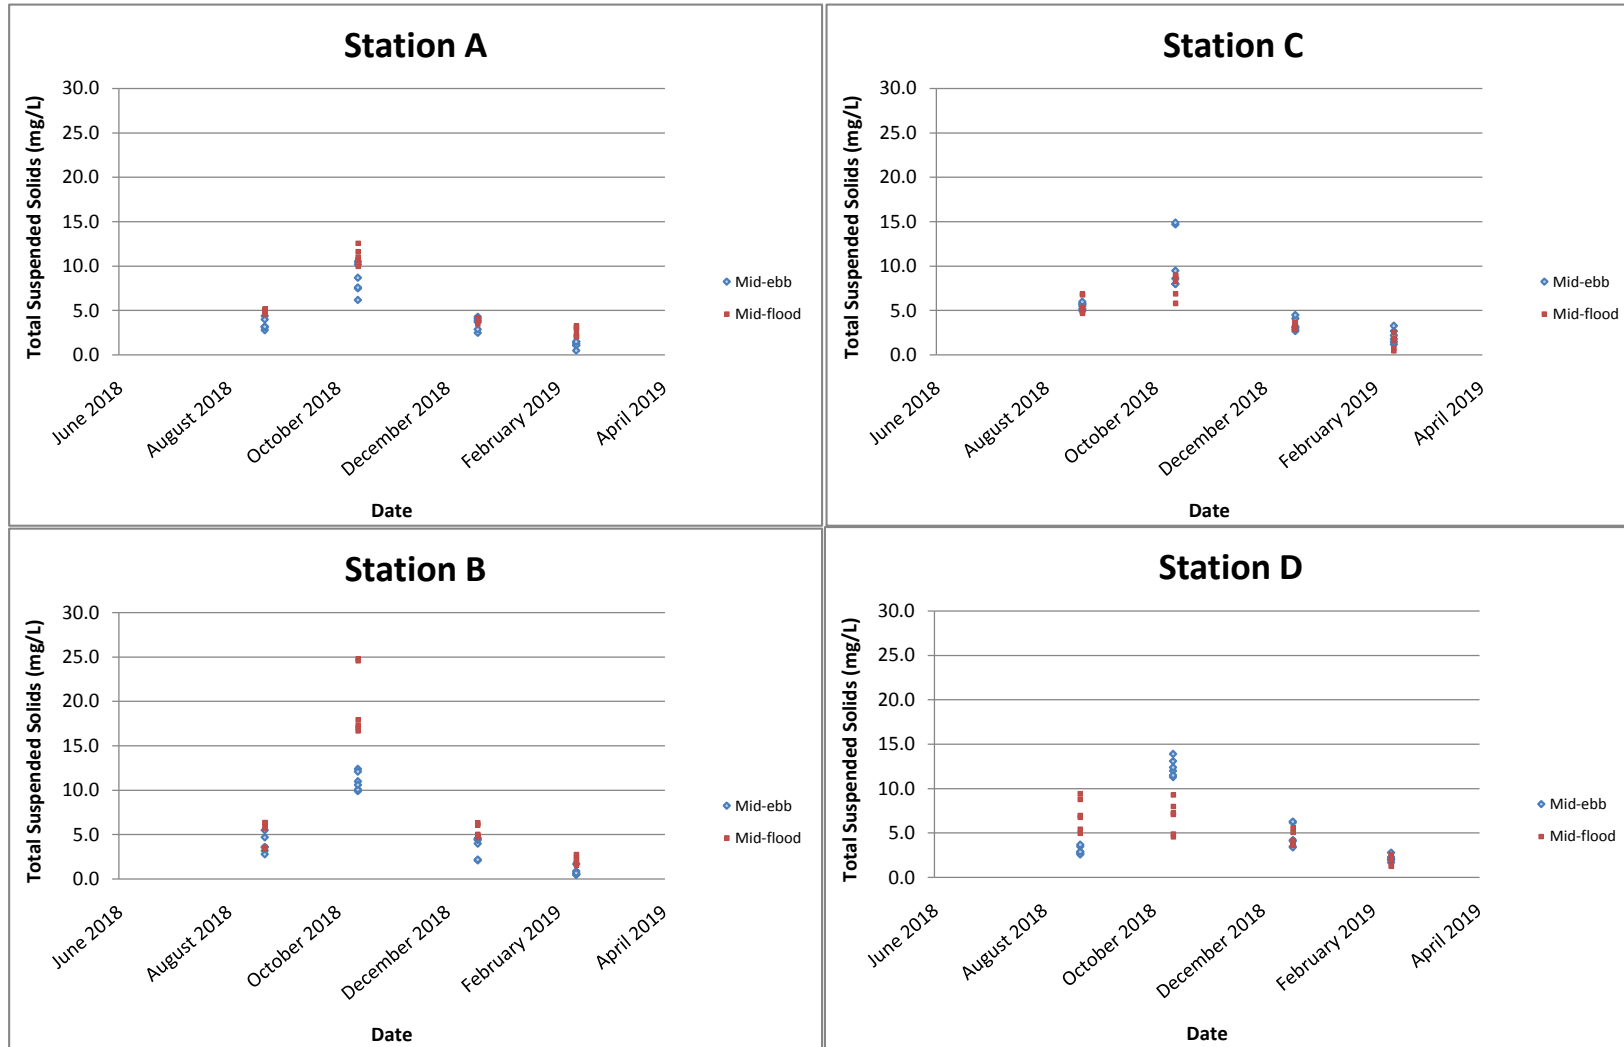 Station A
Total Suspended Solids (mg/L)
30.0
25.0
20.0
15.0
10.0
5.0
0.0
June 2018
August 2018
October 2018
December 2018
February 2019
April 2019
Date
Mid-ebb
Mid-flood
Station C
Total Suspended Solids (mg/L)
30.0
25.0
20.0
15.0
10.0
5.0
0.0
June 2018
August 2018
October 2018
December 2018
February 2019
April 2019
Date
Mid-ebb
Mid-flood
Station B
Total Suspended Solids (mg/L)
30.0
25.0
20.0
15.0
10.0
5.0
0.0
June 2018
August 2018
October 2018
December 2018
February 2019
April 2019
Date
Mid-ebb
Mid-flood
Station D
Total Suspended Solids (mg/L)
30.0
25.0
20.0
15.0
10.0
5.0
0.0
June 2018
August 2018
October 2018
December 2018
February 2019
April 2019
Date
Mid-ebb
Mid-flood